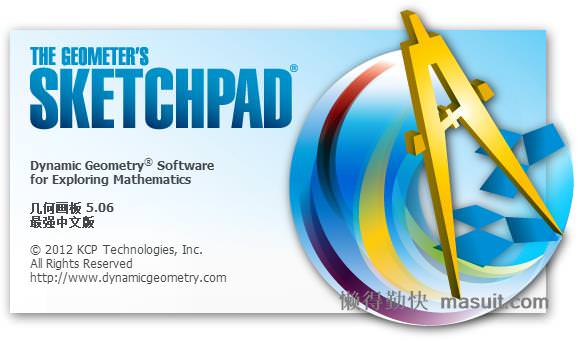 THE GEOMETER'S
SKETCHPAD®
Dynamic Geometry® Software
for Exploring Mathematics
几何画板 5.06
最强中文版
© 2012 KCP Technologies, Inc.
All Rights Reserved
http://www.dynamicgeometry.com
懒得勤快 masuit.com